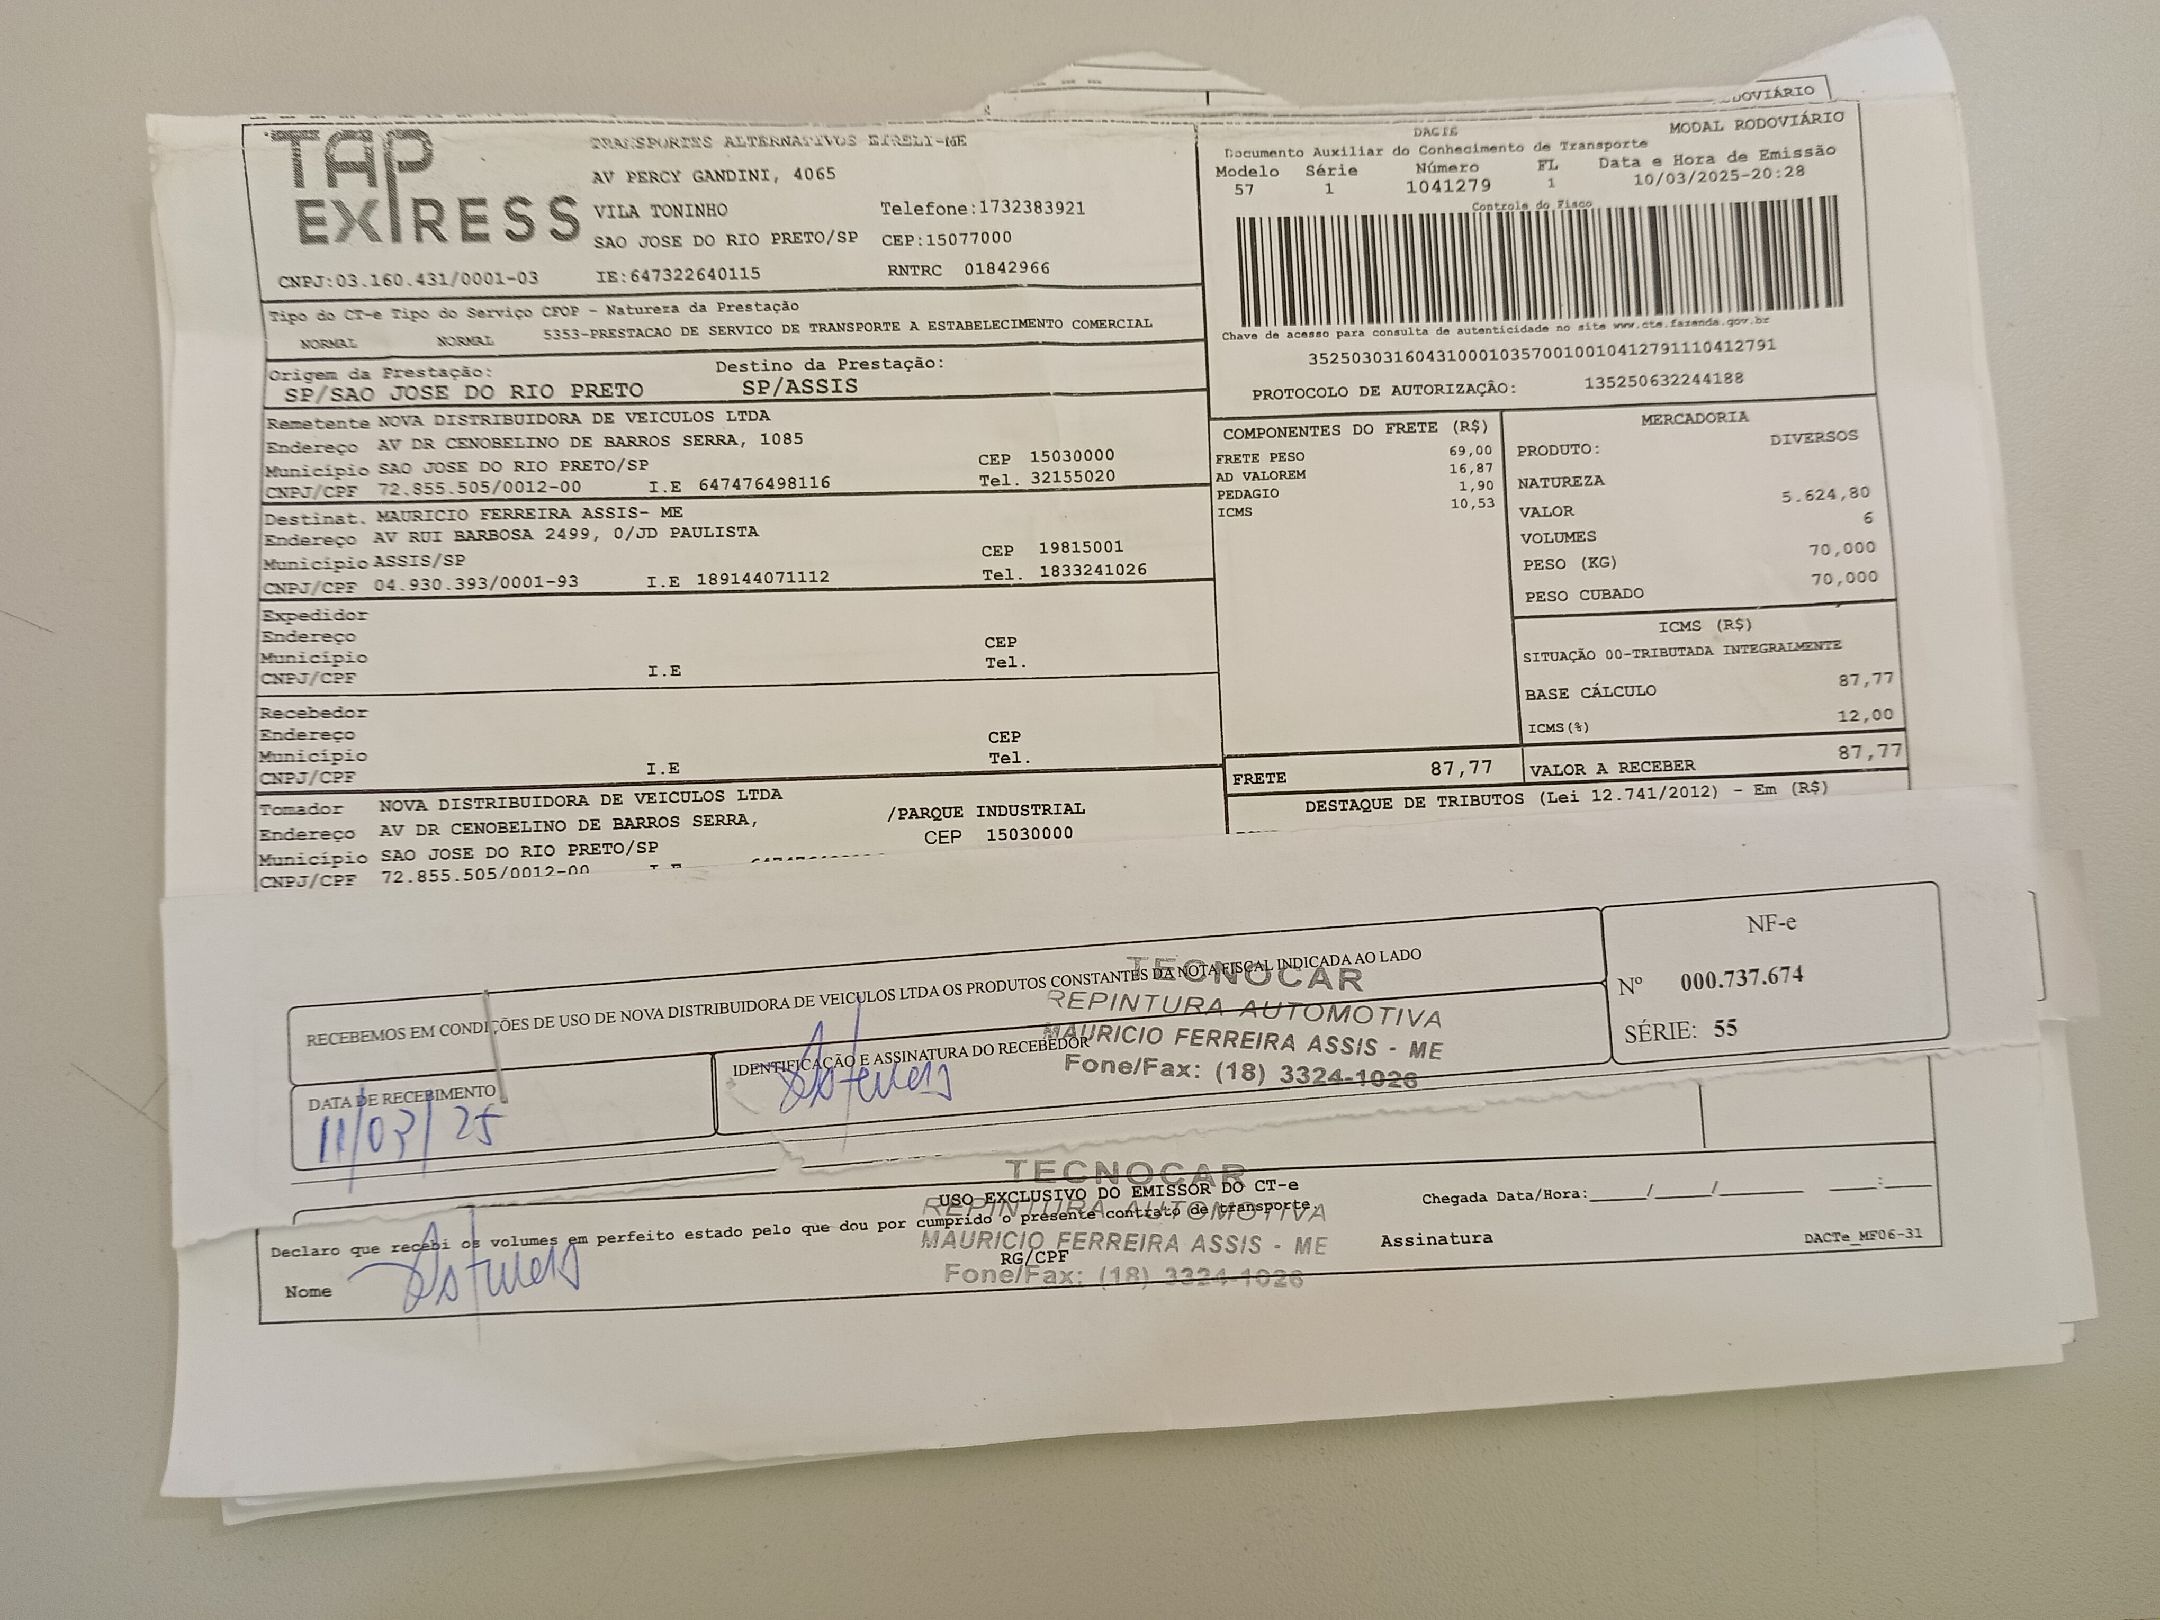 DOVIÁRIO
TAP EXPRESS
TRANSPORTES ALTERNATIVOS EIRELI-ME
AV PERCY GANDINI, 4065
VILA TONINHO Telefone:1732383921
SAO JOSE DO RIO PRETO/SP CEP:15077000
CNPJ:03.160.431/0001-03 IE:647322640115 RNTRC 01842966
DACTE MODAL RODOVIÁRIO
Documento Auxiliar do Conhecimento de Transporte
Modelo Série Número FL Data e Hora de Emissão
57 1 1041279 1 10/03/2025-20:28
Controle do Fisco
Chave de acesso para consulta de autenticidade no site www.cte.fazenda.gov.br
35250303160431000103570010010412791110412791
PROTOCOLO DE AUTORIZAÇÃO: 135250632244188
Tipo do CT-e Tipo do Serviço CFOP - Natureza da Prestação
NORMAL NORMAL 5353-PRESTACAO DE SERVICO DE TRANSPORTE A ESTABELECIMENTO COMERCIAL
Origem da Prestação: Destino da Prestação:
SP/SAO JOSE DO RIO PRETO SP/ASSIS
Remetente NOVA DISTRIBUIDORA DE VEICULOS LTDA
Endereço AV DR CENOBELINO DE BARROS SERRA, 1085
Município SAO JOSE DO RIO PRETO/SP CEP 15030000
CNPJ/CPF 72.855.505/0012-00 I.E 647476498116 Tel. 32155020
Destinat. MAURICIO FERREIRA ASSIS- ME
Endereço AV RUI BARBOSA 2499, 0/JD PAULISTA
Município ASSIS/SP CEP 19815001
CNPJ/CPF 04.930.393/0001-93 I.E 189144071112 Tel. 1833241026
Expedidor
Endereço
Município CEP
CNPJ/CPF I.E Tel.
Recebedor
Endereço
Município CEP
CNPJ/CPF I.E Tel.
Tomador NOVA DISTRIBUIDORA DE VEICULOS LTDA
Endereço AV DR CENOBELINO DE BARROS SERRA, /PARQUE INDUSTRIAL
Município SAO JOSE DO RIO PRETO/SP CEP 15030000
CNPJ/CPF 72.855.505/0012-00
COMPONENTES DO FRETE (R$)
FRETE PESO 69,00
AD VALOREM 16,87
PEDAGIO 1,90
ICMS 10,53
MERCADORIA
PRODUTO: DIVERSOS
NATUREZA
VALOR 5.624,80
VOLUMES 6
PESO (KG) 70,000
PESO CUBADO 70,000
ICMS (R$)
SITUAÇÃO 00-TRIBUTADA INTEGRALMENTE
BASE CÁLCULO 87,77
ICMS(%) 12,00
FRETE 87,77 VALOR A RECEBER 87,77
DESTAQUE DE TRIBUTOS (Lei 12.741/2012) - Em (R$)
RECEBEMOS EM CONDIÇÕES DE USO DE NOVA DISTRIBUIDORA DE VEICULOS LTDA OS PRODUTOS CONSTANTES DA NOTA FISCAL INDICADA AO LADO
DATA DE RECEBIMENTO
11/03/25
IDENTIFICAÇÃO E ASSINATURA DO RECEBEDOR
TECNOCAR
REPINTURA AUTOMOTIVA
MAURICIO FERREIRA ASSIS - ME
Fone/Fax: (18) 3324-1026
NF-e
Nº 000.737.674
SÉRIE: 55
TECNOCAR
REPINTURA AUTOMOTIVA
MAURICIO FERREIRA ASSIS - ME
Fone/Fax: (18) 3324-1026
USO EXCLUSIVO DO EMISSOR DO CT-e
Declaro que recebi os volumes em perfeito estado pelo que dou por cumprido o presente contrato de transporte.
Nome RG/CPF
Chegada Data/Hora:____/____/______ ___:___
Assinatura DACTe_MF06-31